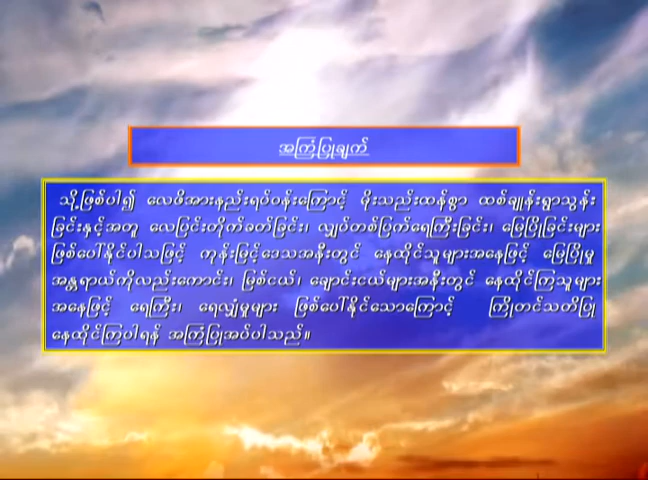 အကြံပြုချက်
သို့ဖြစ်ပါ၍ လေဖိအားနည်းရပ်ဝန်းကြောင့် မိုးသည်းထန်စွာ ထစ်ချုန်းရွာသွန်း
ခြင်းနှင့်အတူ လေပြင်းတိုက်ခတ်ခြင်း၊ လျှပ်တစ်ပြက်ရေကြီးခြင်း၊ မြေပြိုခြင်းများ
ဖြစ်ပေါ်နိုင်ပါသဖြင့် ကုန်းမြင့်ဒေသအနီးတွင် နေထိုင်သူများအနေဖြင့် မြေပြိုမှု
အန္တရာယ်ကိုလည်းကောင်း၊ မြစ်ငယ်၊ ချောင်းငယ်များအနီးတွင် နေထိုင်ကြသူများ
အနေဖြင့် ရေကြီး၊ ရေလျှံမှုများ ဖြစ်ပေါ်နိုင်သောကြောင့် ကြိုတင်သတိပြု
နေထိုင်ကြပါရန် အကြံပြုအပ်ပါသည်။